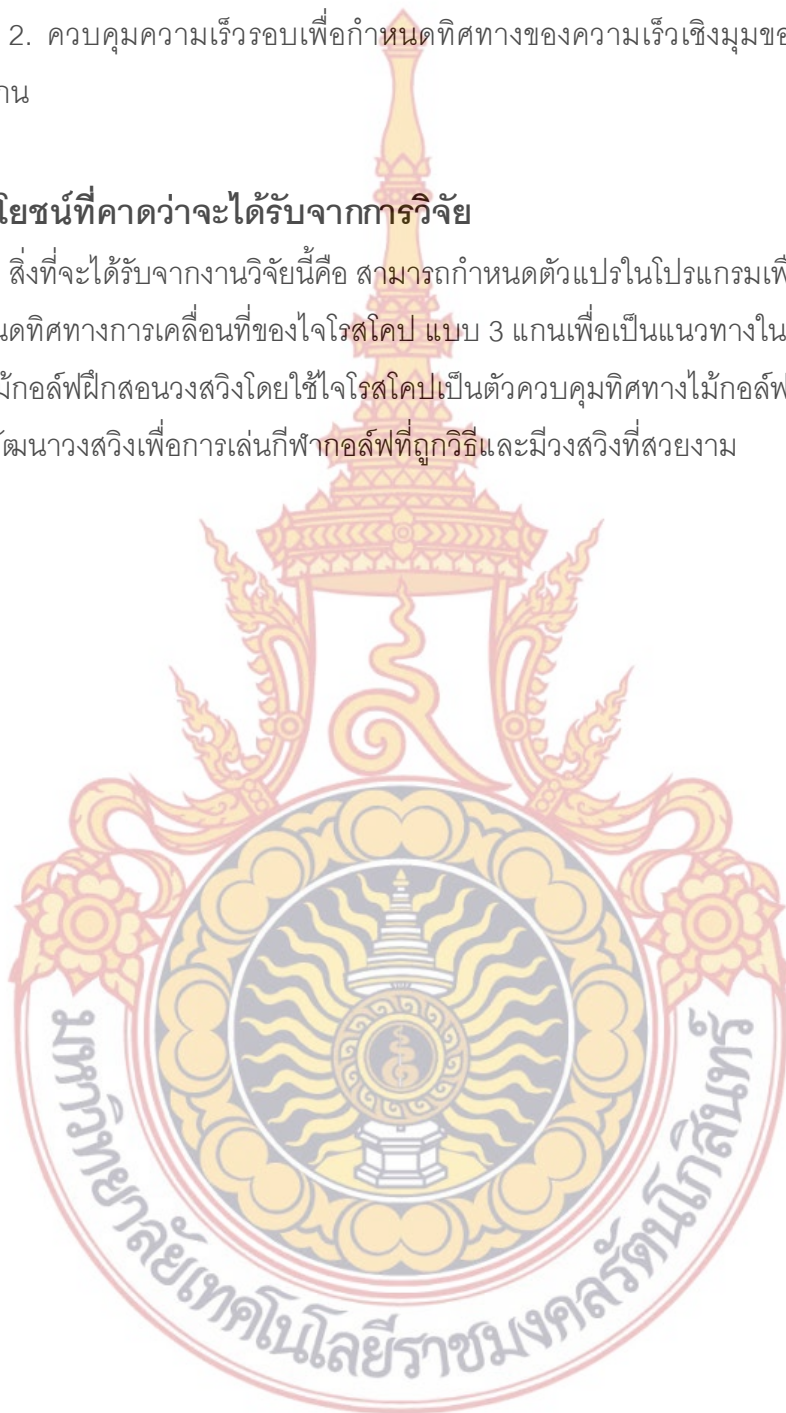 2. ควบคุมความเร็วรอบเพื่อกำหนดทิศทางของความเร็วเชิงมุมขอ
กน
โยชน์ที่คาดว่าจะได้รับจากการวิจัย
สิ่งที่จะได้รับจากงานวิจัยนี้คือ สามารถกำหนดตัวแปรในโปรแกรมเพื
นดทิศทางการเคลื่อนที่ของไจโรสโคป แบบ 3 แกนเพื่อเป็นแนวทางใน
ม้กอล์ฟฝึกสอนวงสวิงโดยใช้ไจโรสโคปเป็นตัวควบคุมทิศทางไม้กอล์ฟ
ัฒนาวงสวิงเพื่อการเล่นกีฬากอล์ฟที่ถูกวิธีและมีวงสวิงที่สวยงาม
มหาวิทยาลัยเทคโนโลยีราชมงคลรัตนโกสินทร์